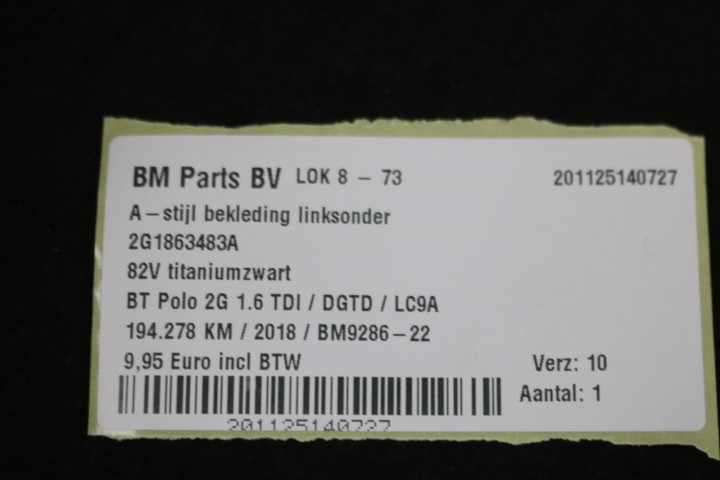 BM Parts BV LOK 8 - 73 201125140727
A-stijl bekleding linksonder
2G1863483A
82V titaniumzwart
BT Polo 2G 1.6 TDI / DGTD / LC9A
194.278 KM / 2018 / BM9286-22
9,95 Euro incl BTW Verz: 10
Aantal: 1
201125140727